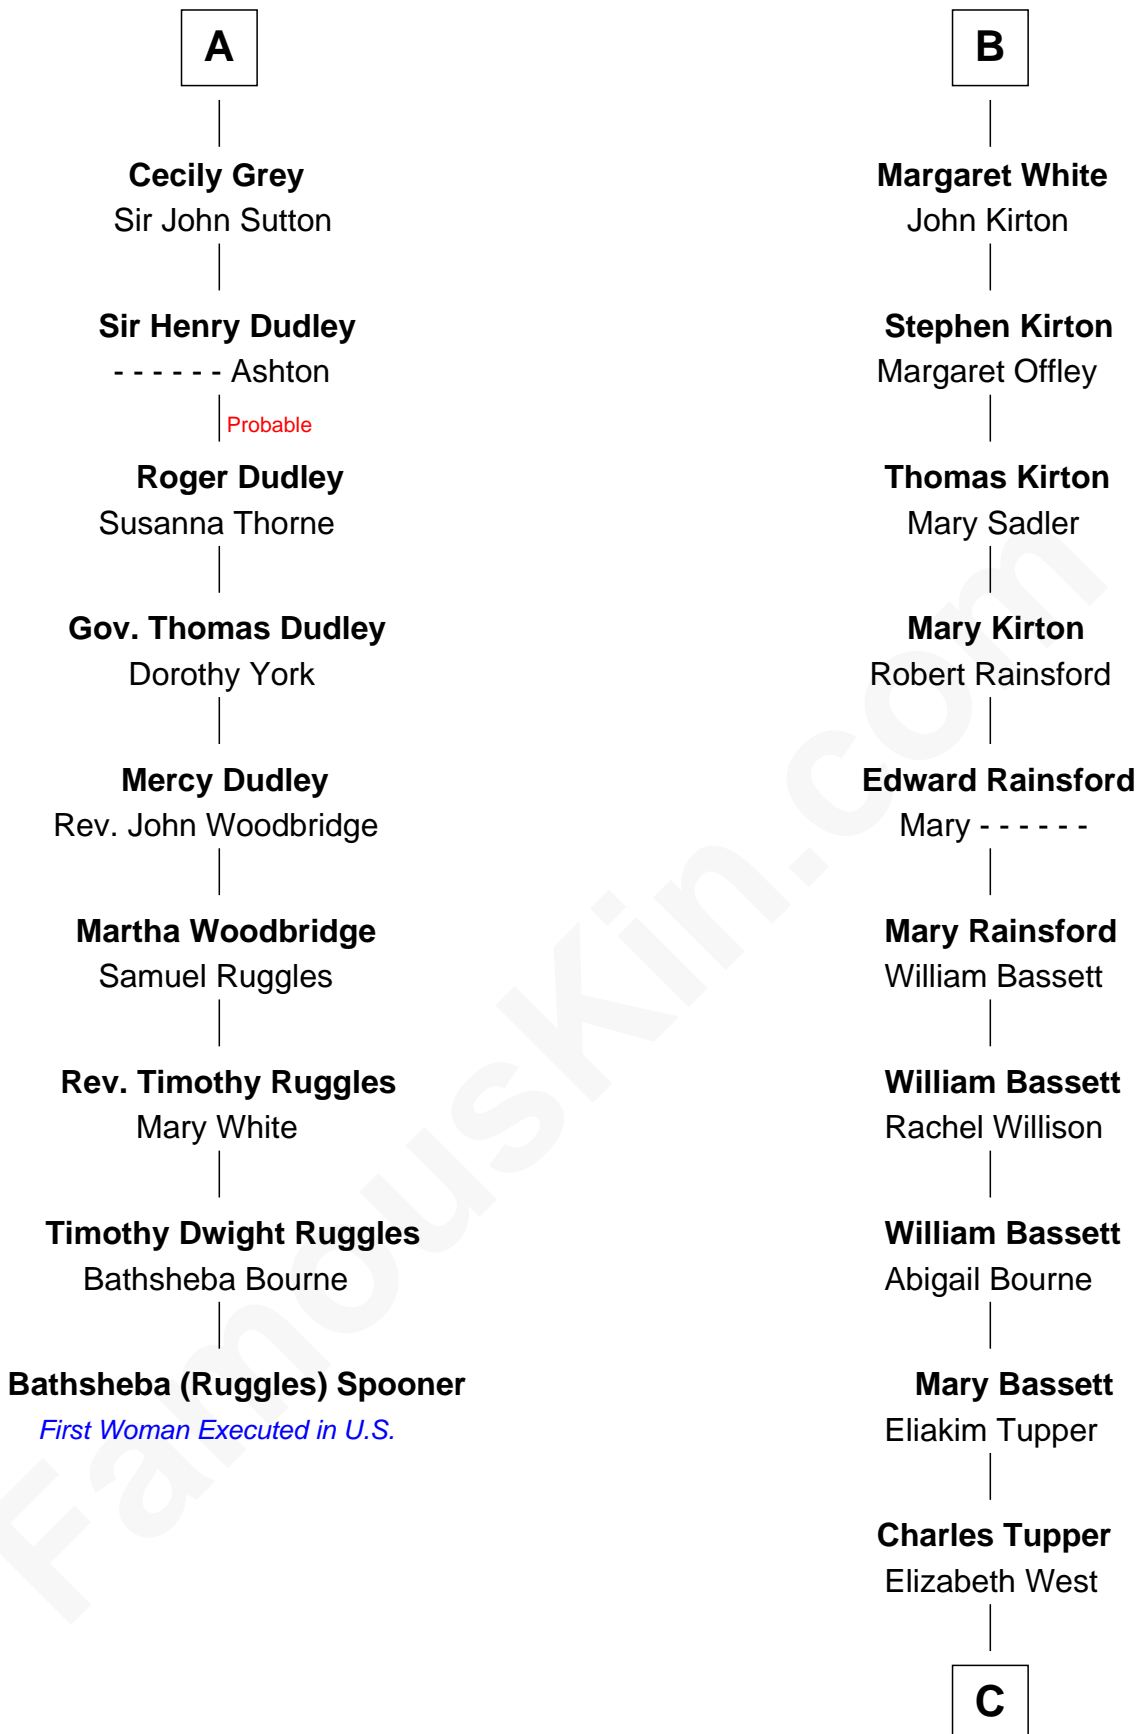 A
Cecily Grey
Sir John Sutton
Sir Henry Dudley
- - - - - - Ashton
Probable
Roger Dudley
Susanna Thorne
Gov. Thomas Dudley
Dorothy York
Mercy Dudley
Rev. John Woodbridge
Martha Woodbridge
Samuel Ruggles
Rev. Timothy Ruggles
Mary White
Timothy Dwight Ruggles
Bathsheba Bourne
Bathsheba (Ruggles) Spooner
First Woman Executed in U.S.
B
Margaret White
John Kirton
Stephen Kirton
Margaret Offley
Thomas Kirton
Mary Sadler
Mary Kirton
Robert Rainsford
Edward Rainsford
Mary - - - - - -
Mary Rainsford
William Bassett
William Bassett
Rachel Willison
William Bassett
Abigail Bourne
Mary Bassett
Eliakim Tupper
Charles Tupper
Elizabeth West
C
FamousKin.com